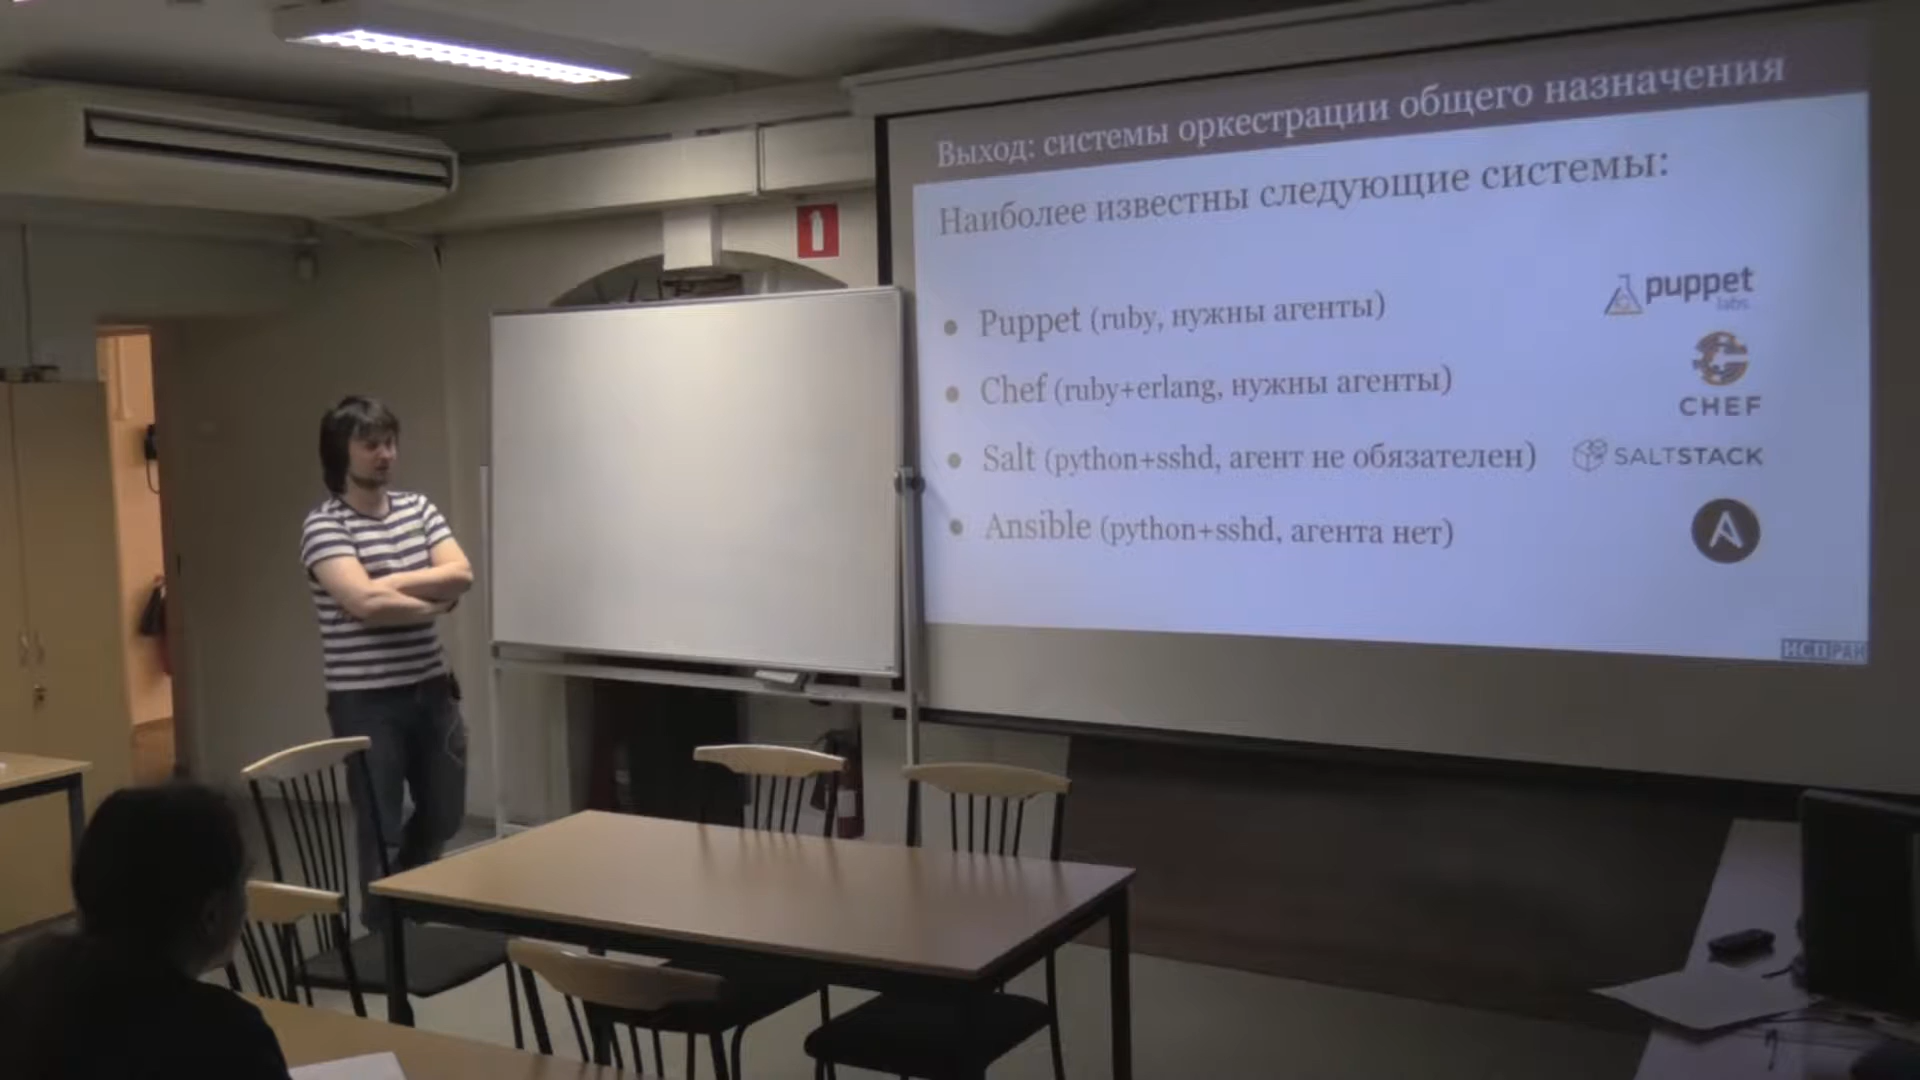 Выход: системы оркестрации общего назначения
Наиболее известны следующие системы:
● Puppet (ruby, нужны агенты)
puppet
labs
● Chef (ruby+erlang, нужны агенты)
CHEF
● Salt (python+sshd, агент не обязателен)
SALTSTACK
● Ansible (python+sshd, агента нет)
A
ИСП РАН